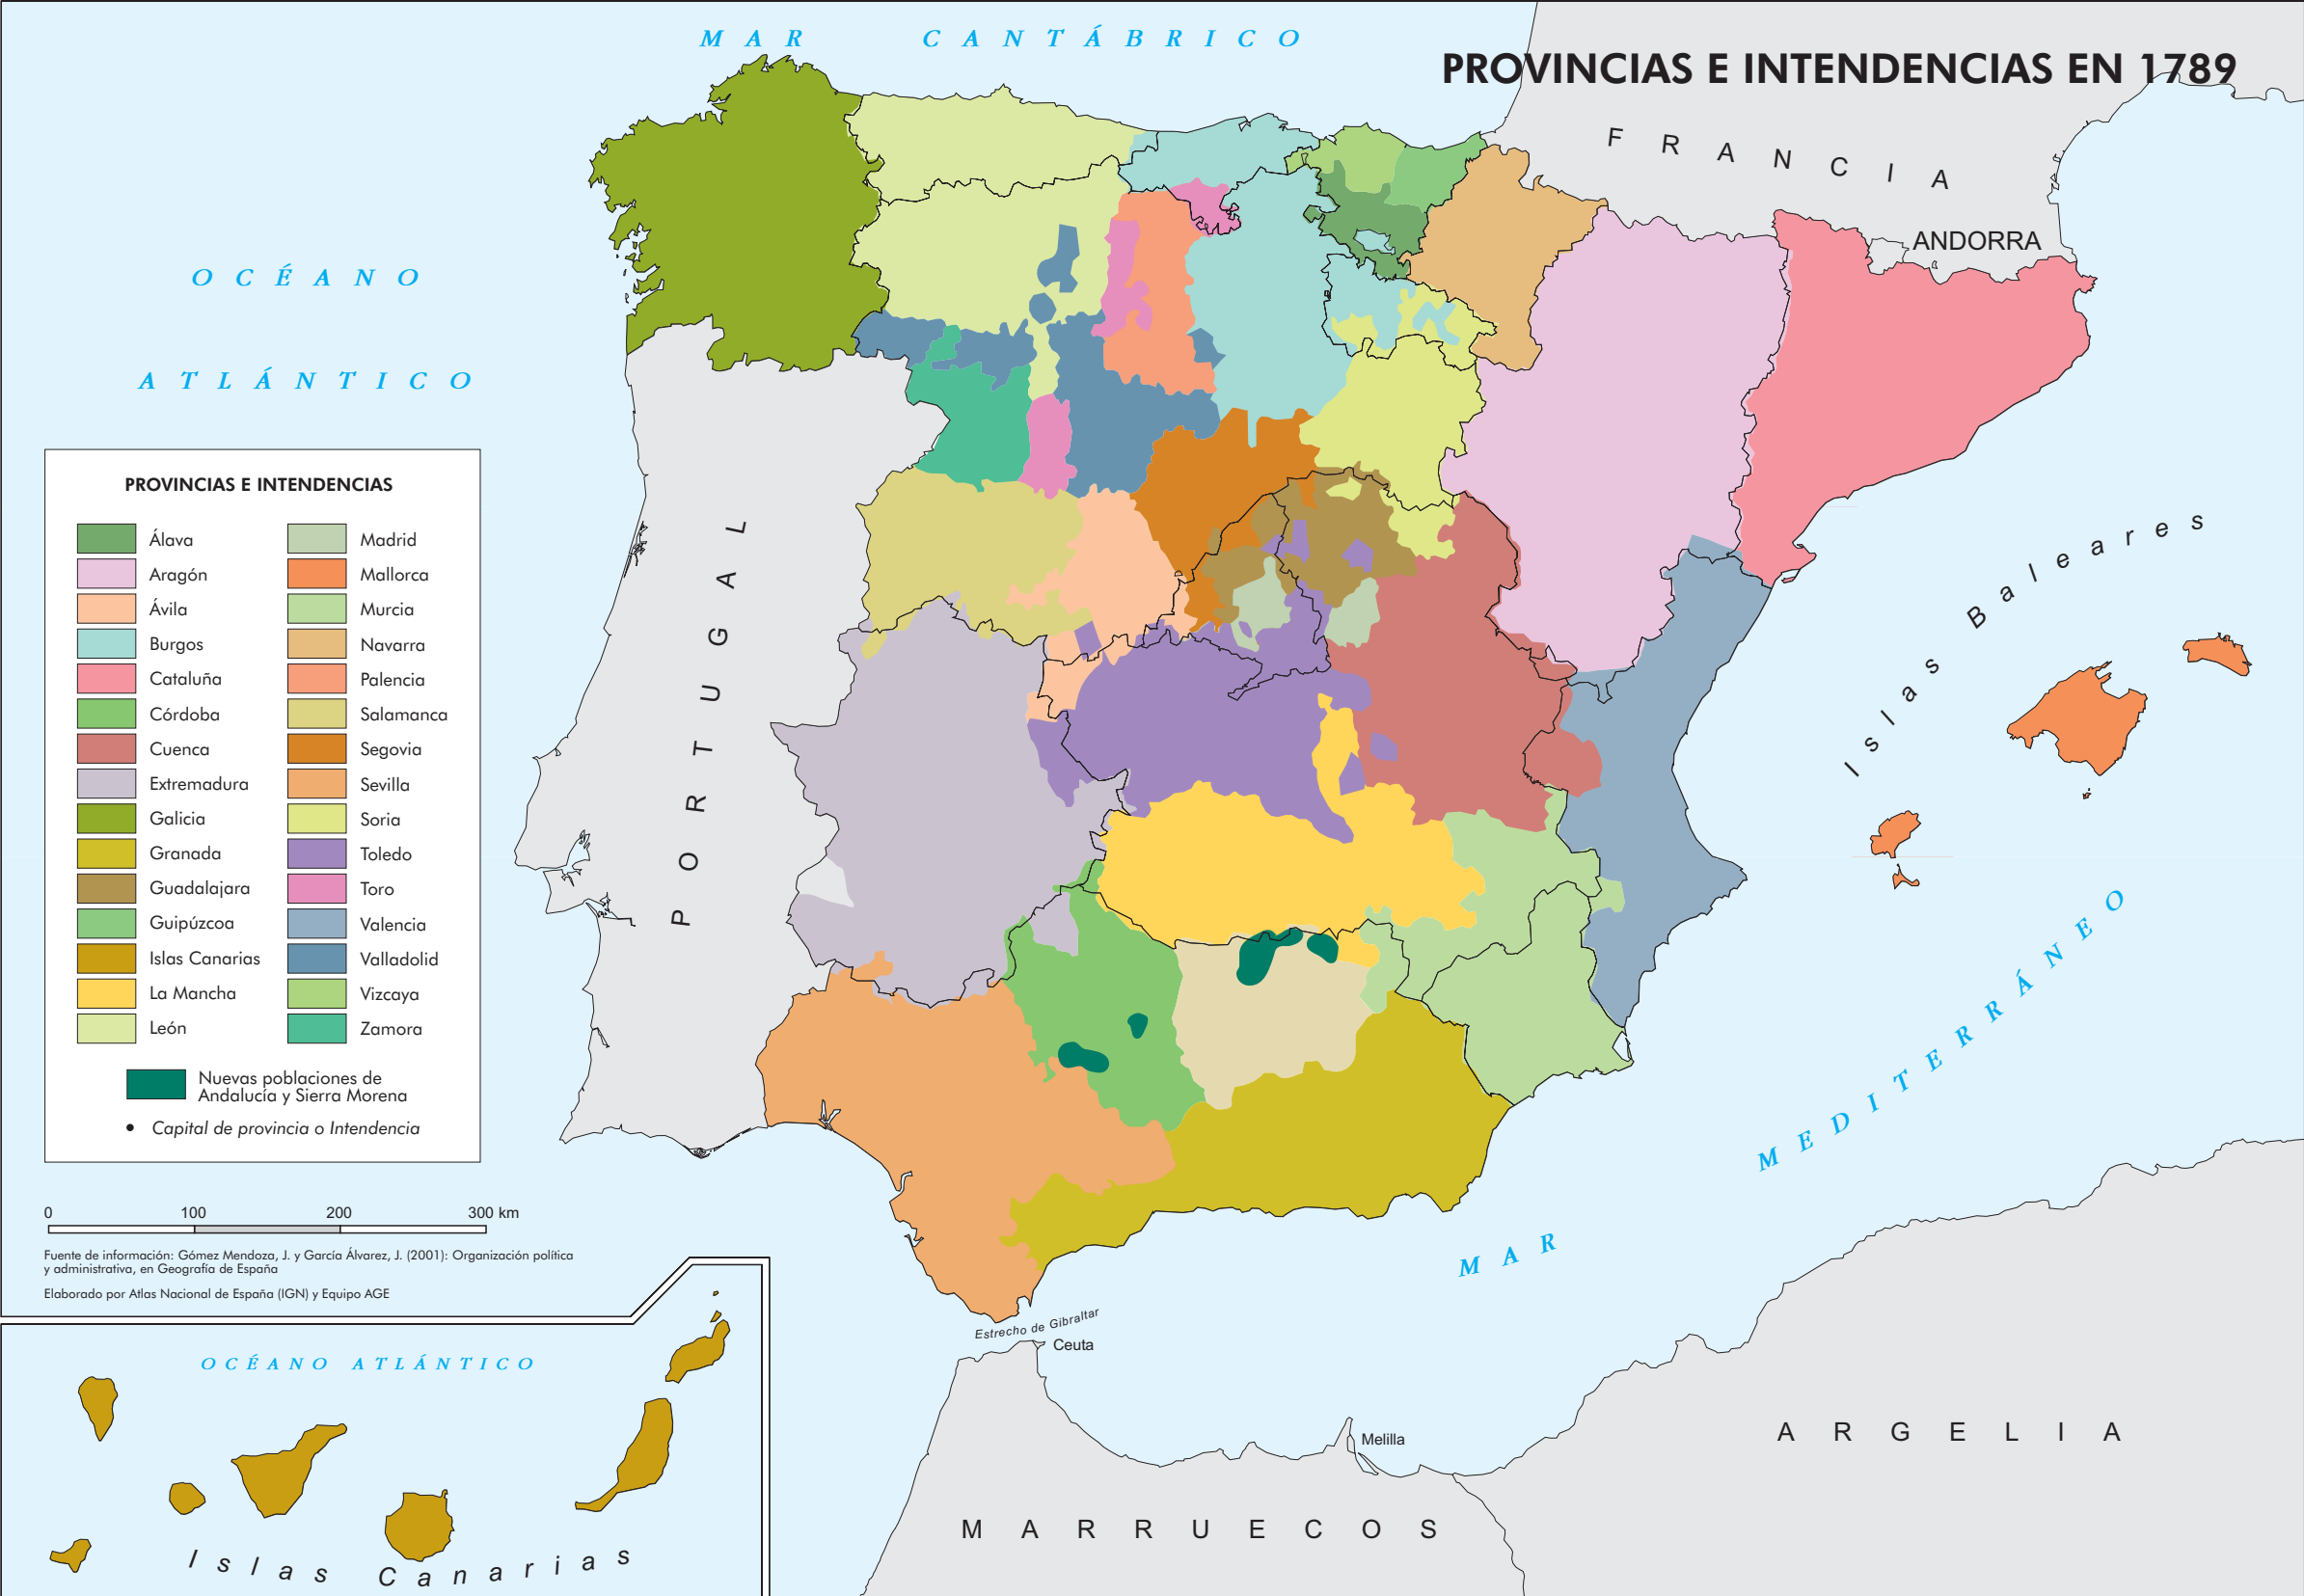 MAR CANTÁBRICO
PROVINCIAS E INTENDENCIAS EN 1789
FRANCIA
ANDORRA
OCÉANO
ATLÁNTICO
PORTUGAL
Islas Baleares
PROVINCIAS E INTENDENCIAS
Álava
Aragón
Ávila
Burgos
Cataluña
Córdoba
Cuenca
Extremadura
Galicia
Granada
Guadalajara
Guipúzcoa
Islas Canarias
La Mancha
León
Madrid
Mallorca
Murcia
Navarra
Palencia
Salamanca
Segovia
Sevilla
Soria
Toledo
Toro
Valencia
Valladolid
Vizcaya
Zamora
Nuevas poblaciones de
Andalucía y Sierra Morena
Capital de provincia o Intendencia
0 100 200 300 km
Fuente de información: Gómez Mendoza, J. y García Álvarez, J. (2001): Organización política
y administrativa, en Geografía de España
Elaborado por Atlas Nacional de España (IGN) y Equipo AGE
MAR MEDITERRÁNEO
Estrecho de Gibraltar
Ceuta
Melilla
MARRUECOS
ARGELIA
OCÉANO ATLÁNTICO
Islas Canarias